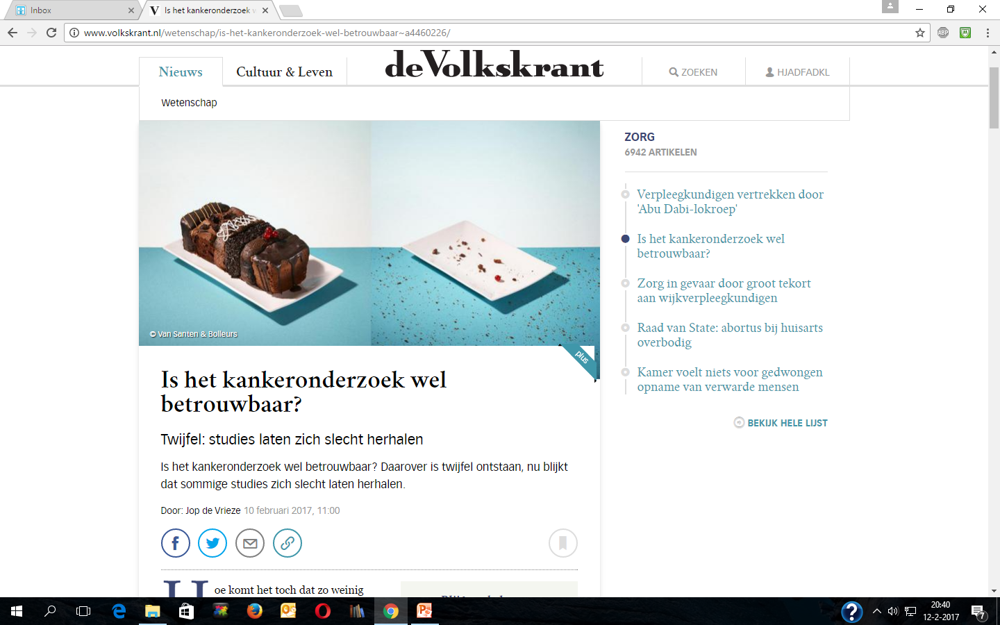 Inbox
Is het kankeronderzoek w
www.volkskrant.nl/wetenschap/is-het-kankeronderzoek-wel-betrouwbaar~a4460226/
ABP
Nieuws
Cultuur & Leven
de Volkskrant
ZOEKEN
HJADFADKL
Wetenschap
© Van Santen & Bolleurs
plus
Is het kankeronderzoek wel
betrouwbaar?
Twijfel: studies laten zich slecht herhalen
Is het kankeronderzoek wel betrouwbaar? Daarover is twijfel ontstaan, nu blijkt
dat sommige studies zich slecht laten herhalen.
Door: Jop de Vrieze 10 februari 2017, 11:00
Hoe komt het toch dat zo weinig
ZORG
6942 ARTIKELEN
Verpleegkundigen vertrekken door
'Abu Dabi-lokroep'
Is het kankeronderzoek wel
betrouwbaar?
Zorg in gevaar door groot tekort
aan wijkverpleegkundigen
Raad van State: abortus bij huisarts
overbodig
Kamer voelt niets voor gedwongen
opname van verwarde mensen
BEKIJK HELE LIJST
20:40
12-2-2017
7